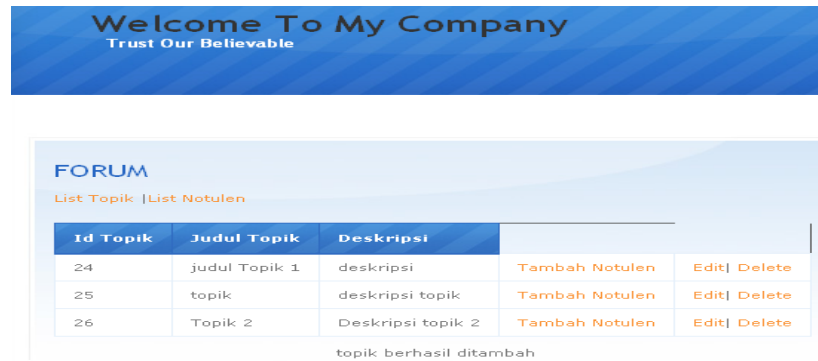 Welcome To My Company
Trust Our Believable
FORUM
List Topik |List Notulen
Id Topik Judul Topik Deskripsi
24 judul Topik 1 deskripsi Tambah Notulen Edit| Delete
25 topik deskripsi topik Tambah Notulen Edit| Delete
26 Topik 2 Deskripsi topik 2 Tambah Notulen Edit| Delete
topik berhasil ditambah